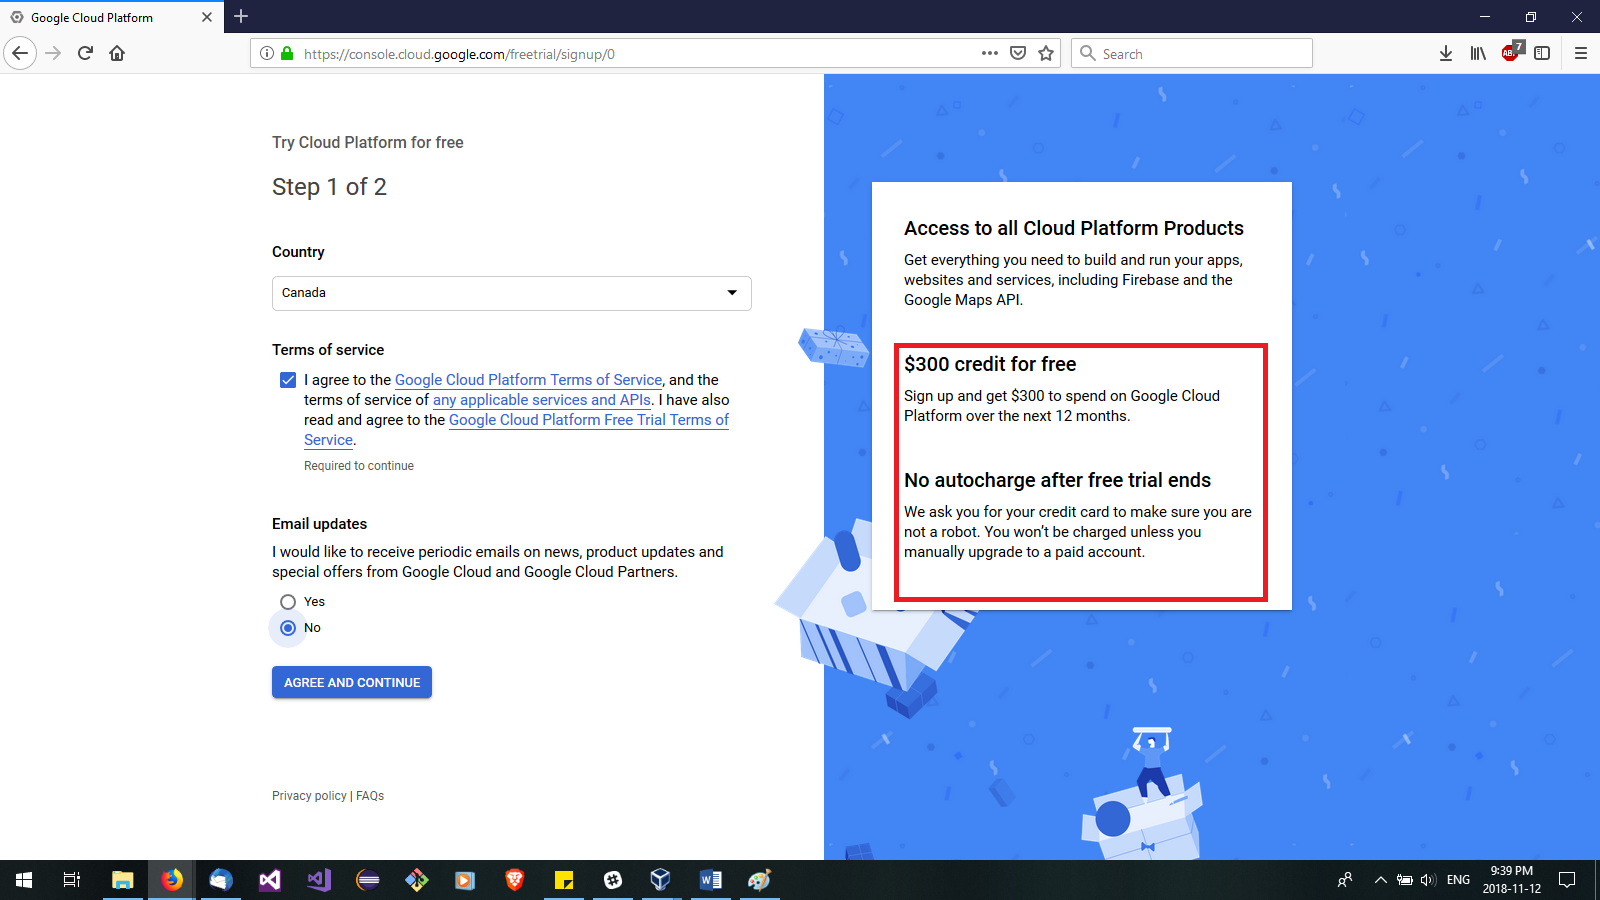 Google Cloud Platform
https://console.cloud.google.com/freetrial/signup/0
Search
ABP
7
Try Cloud Platform for free
Step 1 of 2
Country
Canada
Terms of service
I agree to the Google Cloud Platform Terms of Service, and the
terms of service of any applicable services and APIs. I have also
read and agree to the Google Cloud Platform Free Trial Terms of
Service.
Required to continue
Email updates
I would like to receive periodic emails on news, product updates and
special offers from Google Cloud and Google Cloud Partners.
Yes
No
AGREE AND CONTINUE
Privacy policy | FAQs
Access to all Cloud Platform Products
Get everything you need to build and run your apps,
websites and services, including Firebase and the
Google Maps API.
$300 credit for free
Sign up and get $300 to spend on Google Cloud
Platform over the next 12 months.
No autocharge after free trial ends
We ask you for your credit card to make sure you are
not a robot. You won’t be charged unless you
manually upgrade to a paid account.
ENG
9:39 PM
2018-11-12